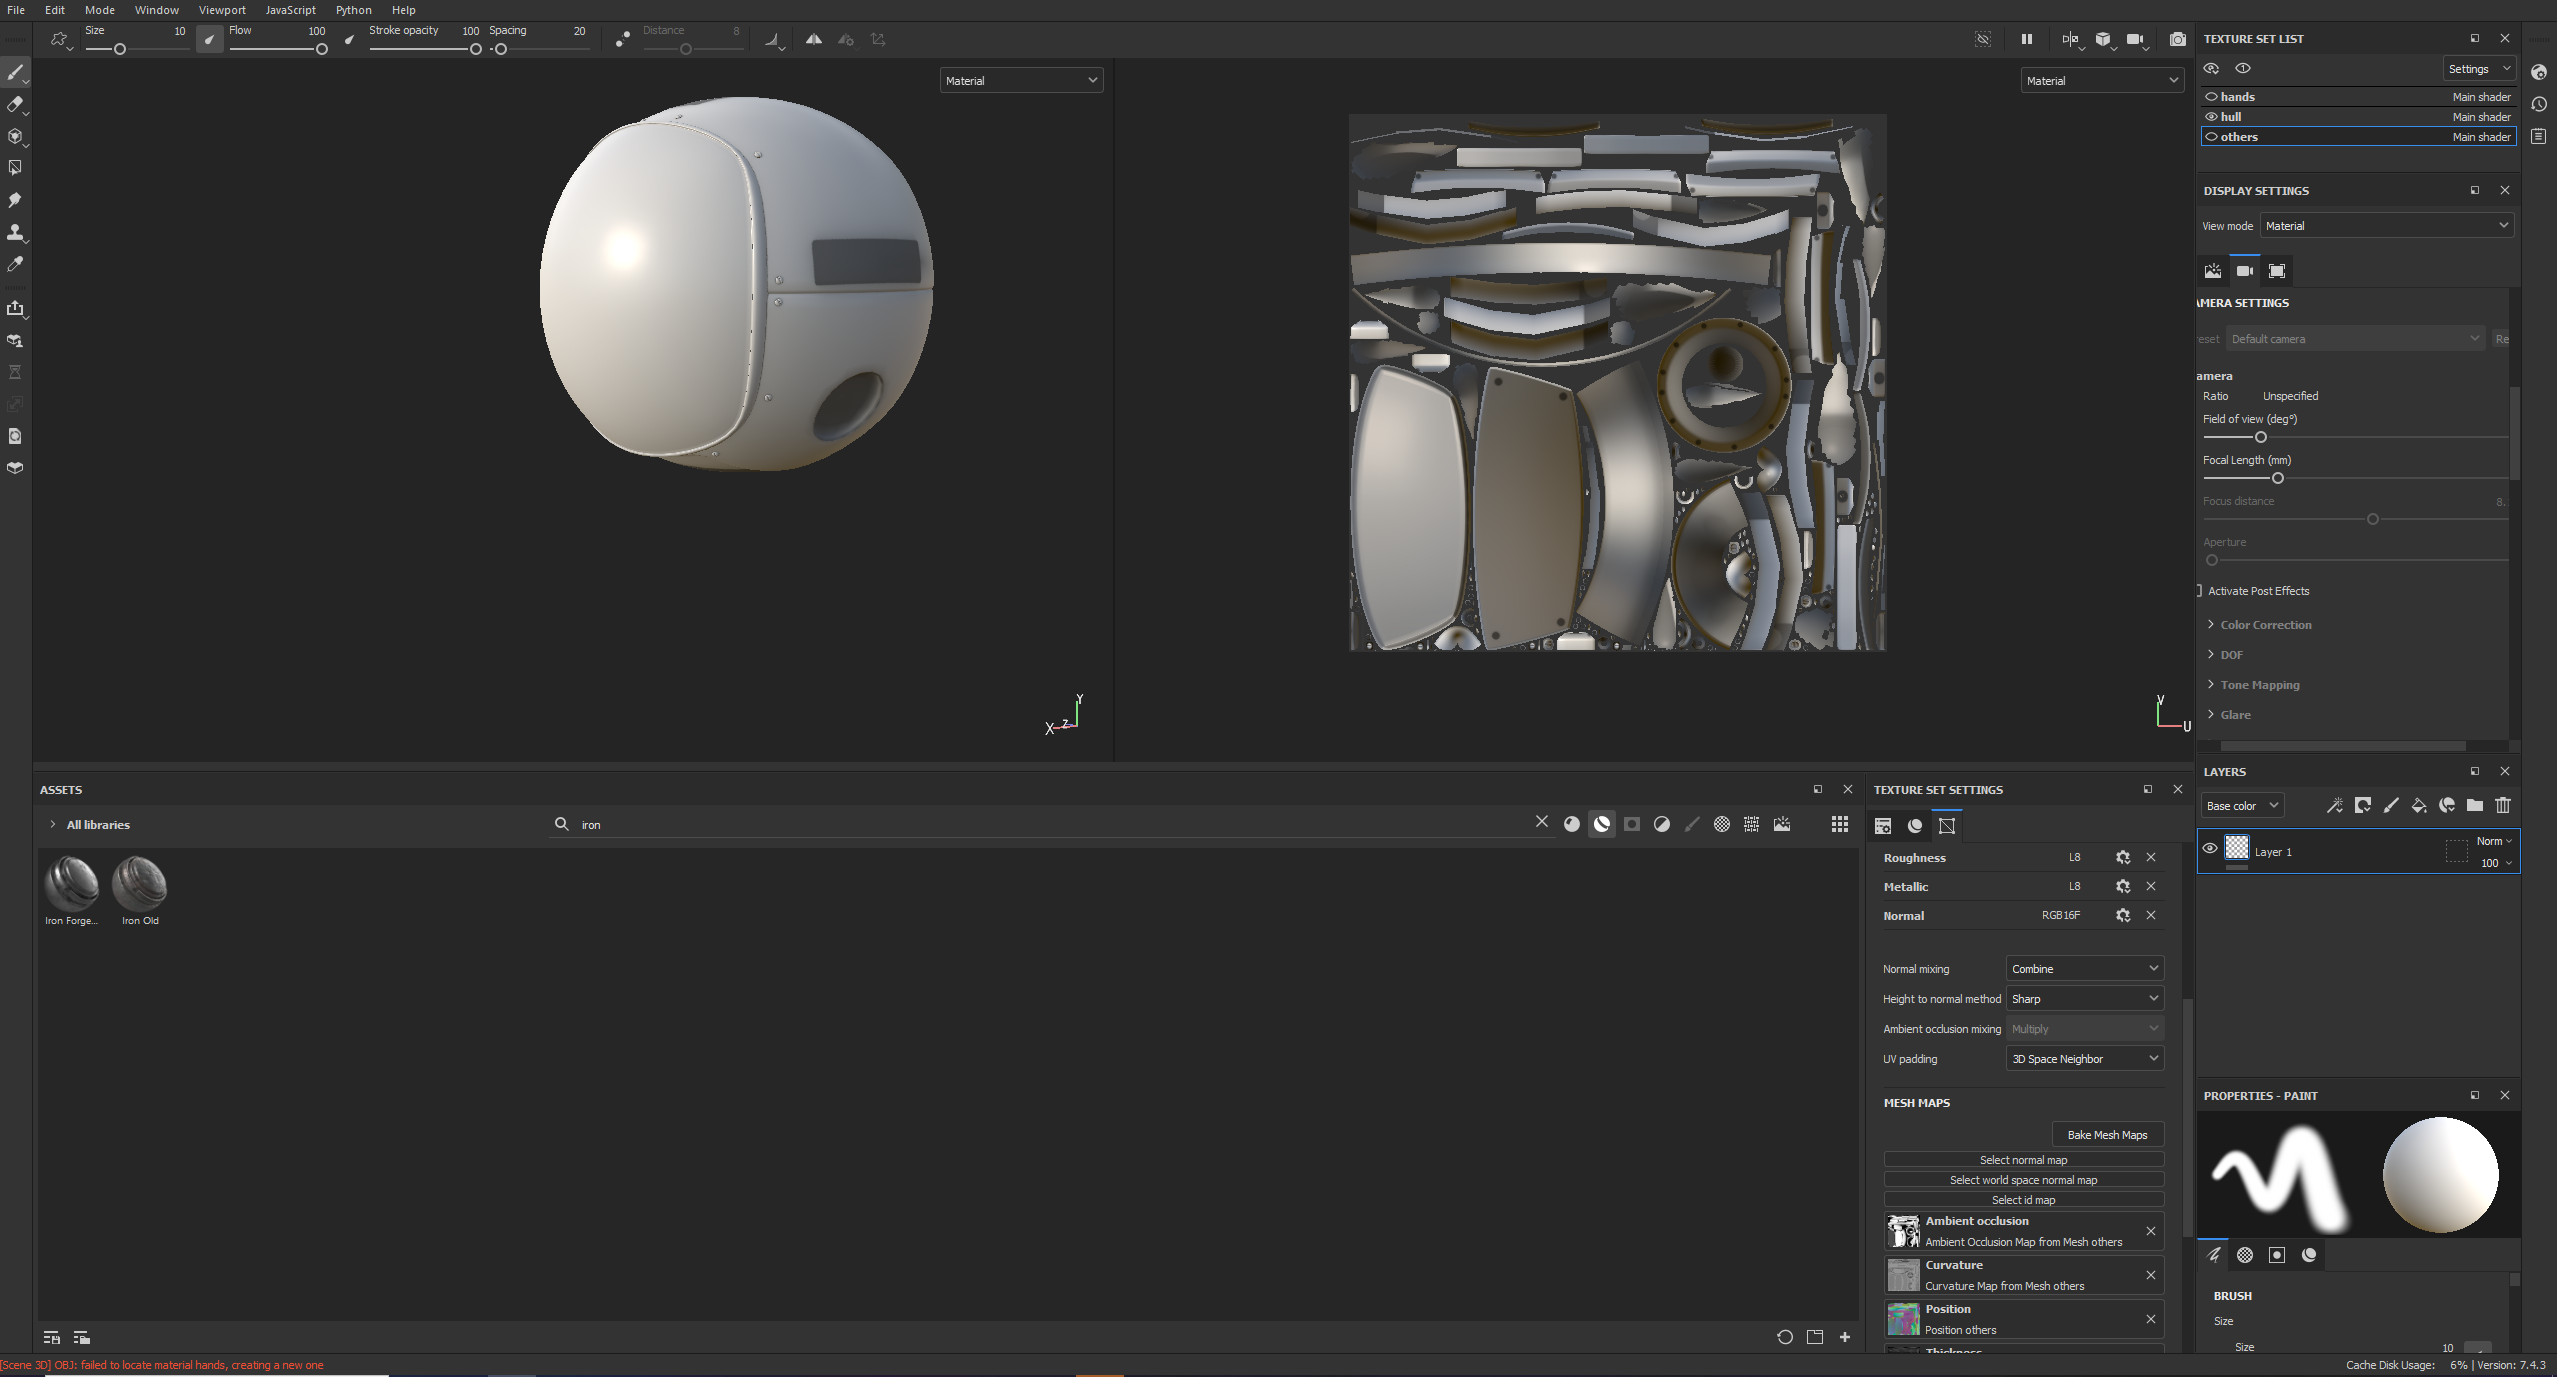 File Edit Mode Window Viewport JavaScript Python Help
Size 10 Flow 100 Stroke opacity 100 Spacing 20 Distance 8
Material
Material
X Z Y
V U
TEXTURE SET LIST
Settings
hands Main shader
hull Main shader
others Main shader
DISPLAY SETTINGS
View mode Material
AMERA SETTINGS
eset Default camera Re
amera
Ratio Unspecified
Field of view (deg°)
Focal Length (mm)
Focus distance 8.
Aperture
Activate Post Effects
Color Correction
DOF
Tone Mapping
Glare
ASSETS
All libraries
iron
Iron Forge...
Iron Old
TEXTURE SET SETTINGS
Roughness L8
Metallic L8
Normal RGB16F
Normal mixing Combine
Height to normal method Sharp
Ambient occlusion mixing Multiply
UV padding 3D Space Neighbor
MESH MAPS
Bake Mesh Maps
Select normal map
Select world space normal map
Select id map
Ambient occlusion
Ambient Occlusion Map from Mesh others
Curvature
Curvature Map from Mesh others
Position
Position others
Thickness
LAYERS
Base color
Layer 1
Norm
100
PROPERTIES - PAINT
BRUSH
Size
Size 10
[Scene 3D] OBJ: failed to locate material hands, creating a new one
Cache Disk Usage: 6% | Version: 7.4.3